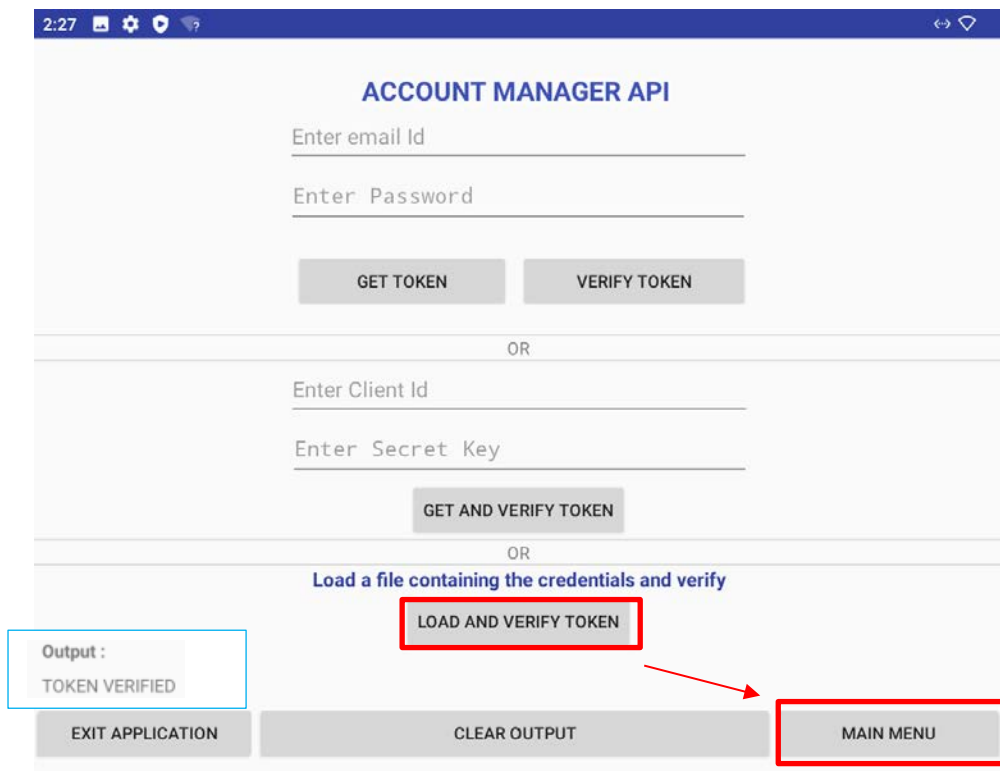 2:27
ACCOUNT MANAGER API
Enter email Id
Enter Password
GET TOKEN VERIFY TOKEN
OR
Enter Client Id
Enter Secret Key
GET AND VERIFY TOKEN
OR
Load a file containing the credentials and verify
LOAD AND VERIFY TOKEN
Output :
TOKEN VERIFIED
EXIT APPLICATION CLEAR OUTPUT MAIN MENU